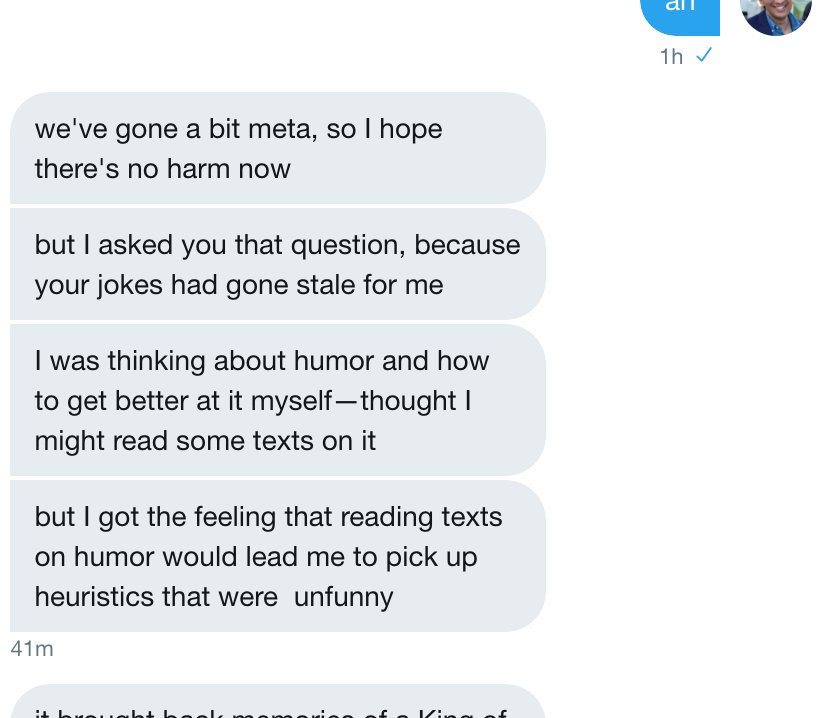 an
1h
we've gone a bit meta, so I hope
there's no harm now
but I asked you that question, because
your jokes had gone stale for me
I was thinking about humor and how
to get better at it myself—thought I
might read some texts on it
but I got the feeling that reading texts
on humor would lead me to pick up
heuristics that were  unfunny
41m
it brought back memories of a King of